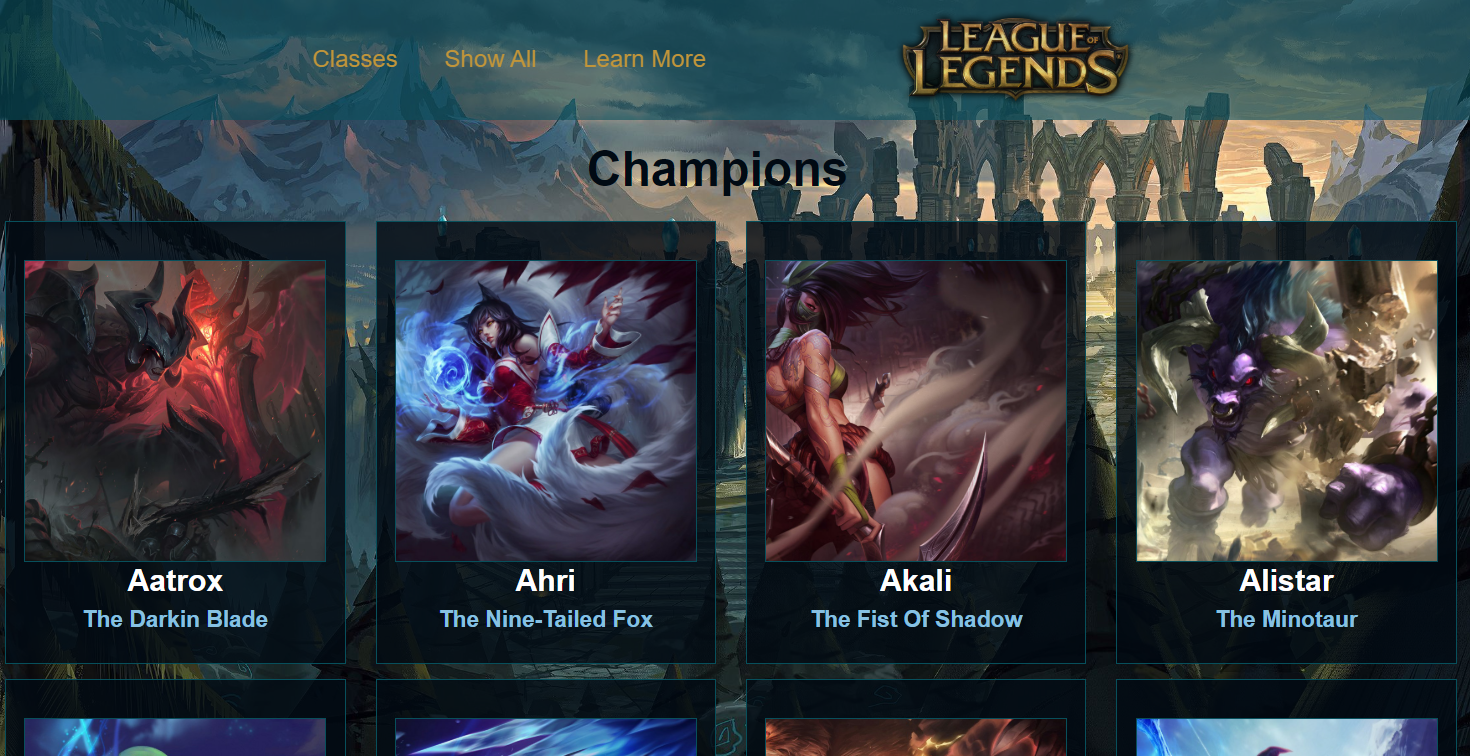 Classes Show All Learn More
LEAGUE OF
LEGENDS
Champions
Aatrox
The Darkin Blade
Ahri
The Nine-Tailed Fox
Akali
The Fist Of Shadow
Alistar
The Minotaur